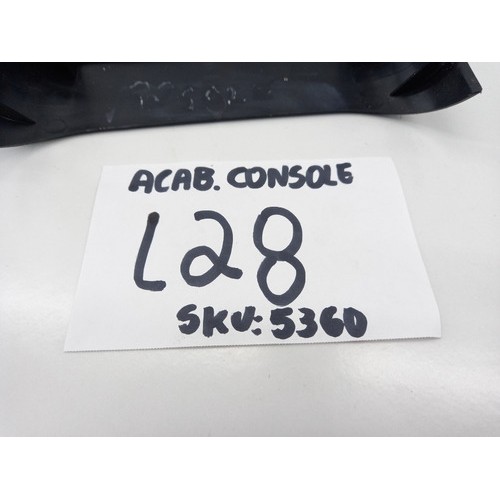 ACAB. CONSOLE
L28
SKU: 5360